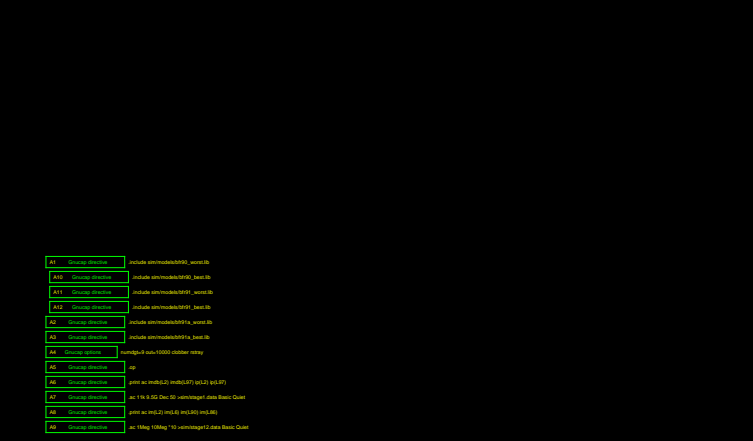 A1 Gnucap directive .include sim/models/bfr90_worst.lib
A10 Gnucap directive .include sim/models/bfr90_best.lib
A11 Gnucap directive .include sim/models/bfr91_worst.lib
A12 Gnucap directive .include sim/models/bfr91_best.lib
A2 Gnucap directive .include sim/models/bfr91a_worst.lib
A3 Gnucap directive .include sim/models/bfr91a_best.lib
A4 Gnucap options numdgt=9 out=10000 clobber nstray
A5 Gnucap directive .op
A6 Gnucap directive .print ac imdb(L2) imdb(L97) ip(L2) ip(L97)
A7 Gnucap directive .ac 11k 9.5G Dec 50 >sim/stage1.data Basic Quiet
A8 Gnucap directive .print ac im(L2) im(L6) im(L90) im(L86)
A9 Gnucap directive .ac 1Meg 10Meg *10 >sim/stage12.data Basic Quiet